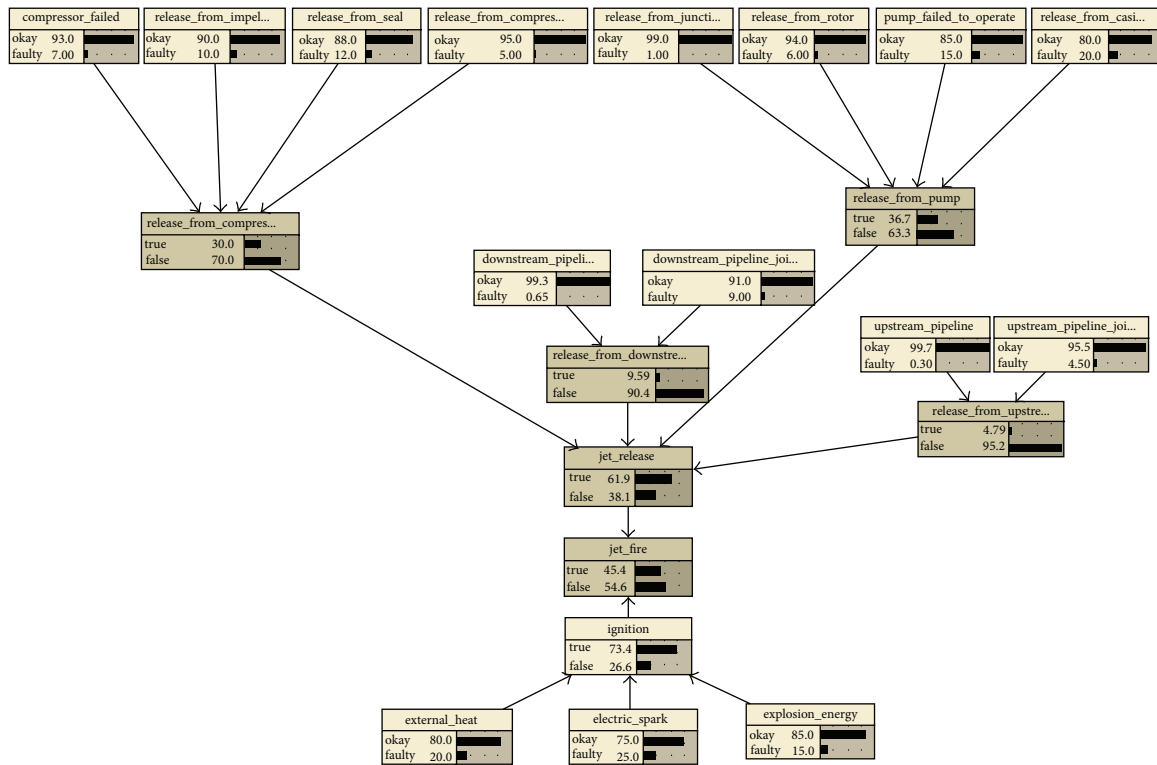 compressor_failed
okay 93.0
faulty 7.00
release_from_impel...
okay 90.0
faulty 10.0
release_from_seal
okay 88.0
faulty 12.0
release_from_compres...
okay 95.0
faulty 5.00
release_from_juncti...
okay 99.0
faulty 1.00
release_from_rotor
okay 94.0
faulty 6.00
pump_failed_to_operate
okay 85.0
faulty 15.0
release_from_casi...
okay 80.0
faulty 20.0
release_from_compres...
true 30.0
false 70.0
release_from_pump
true 36.7
false 63.3
downstream_pipeli...
okay 99.3
faulty 0.65
downstream_pipeline_joi...
okay 91.0
faulty 9.00
upstream_pipeline
okay 99.7
faulty 0.30
upstream_pipeline_joi...
okay 95.5
faulty 4.50
release_from_downstre...
true 9.59
false 90.4
release_from_upstre...
true 4.79
false 95.2
jet_release
true 61.9
false 38.1
jet_fire
true 45.4
false 54.6
ignition
true 73.4
false 26.6
external_heat
okay 80.0
faulty 20.0
electric_spark
okay 75.0
faulty 25.0
explosion_energy
okay 85.0
faulty 15.0